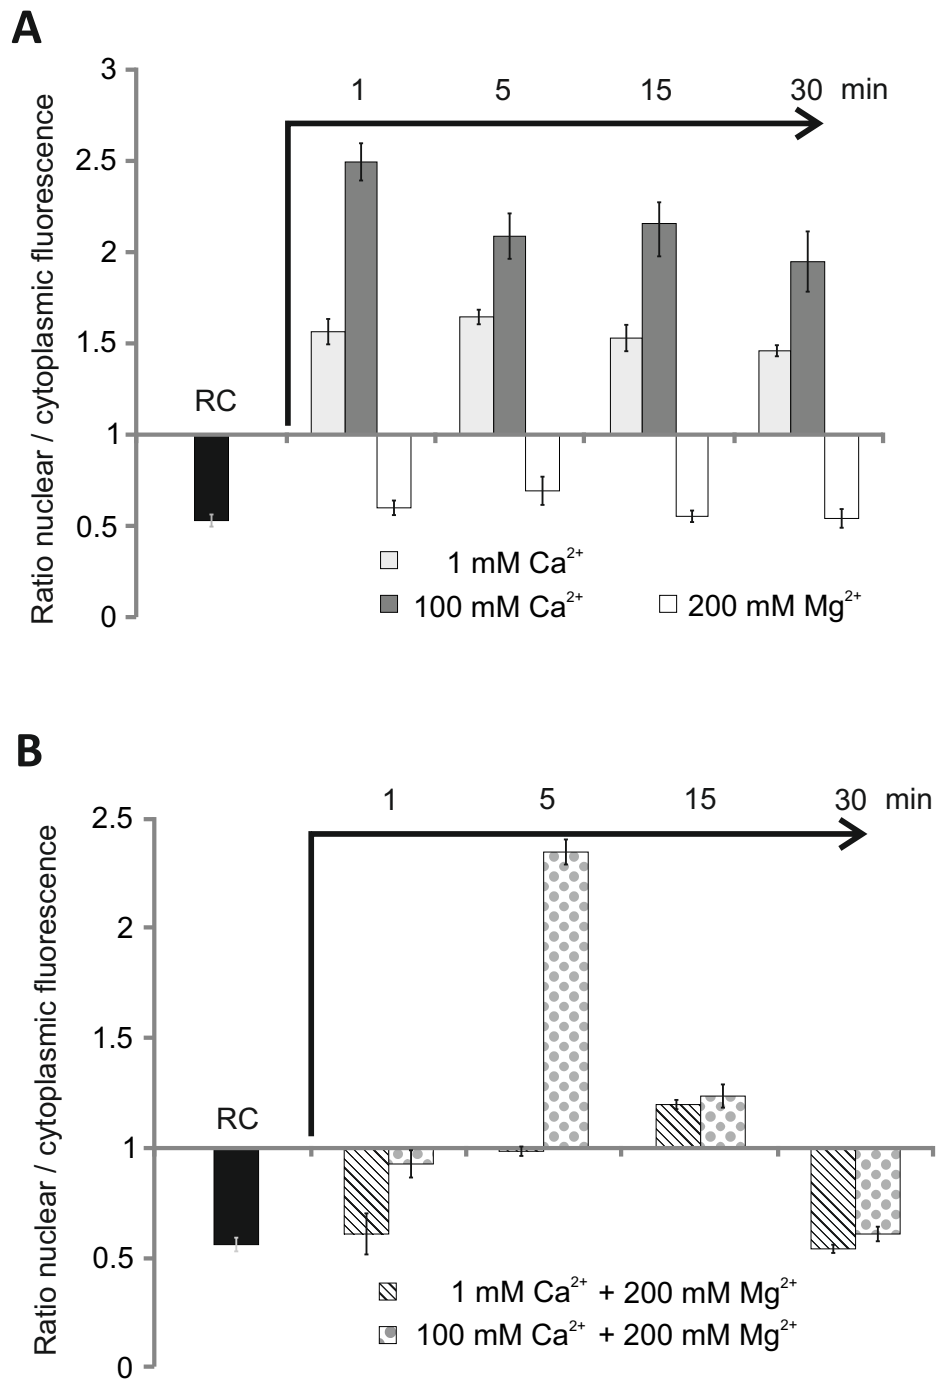 A
3
1 5 15 30 min
2.5
2
1.5
RC
1
0.5
0
Ratio nuclear / cytoplasmic fluorescence
1 mM Ca²⁺
100 mM Ca²⁺ 200 mM Mg²⁺
B
1 5 15 30 min
2.5
2
1.5
RC
1
0.5
0
Ratio nuclear / cytoplasmic fluorescence
1 mM Ca²⁺ + 200 mM Mg²⁺
100 mM Ca²⁺ + 200 mM Mg²⁺